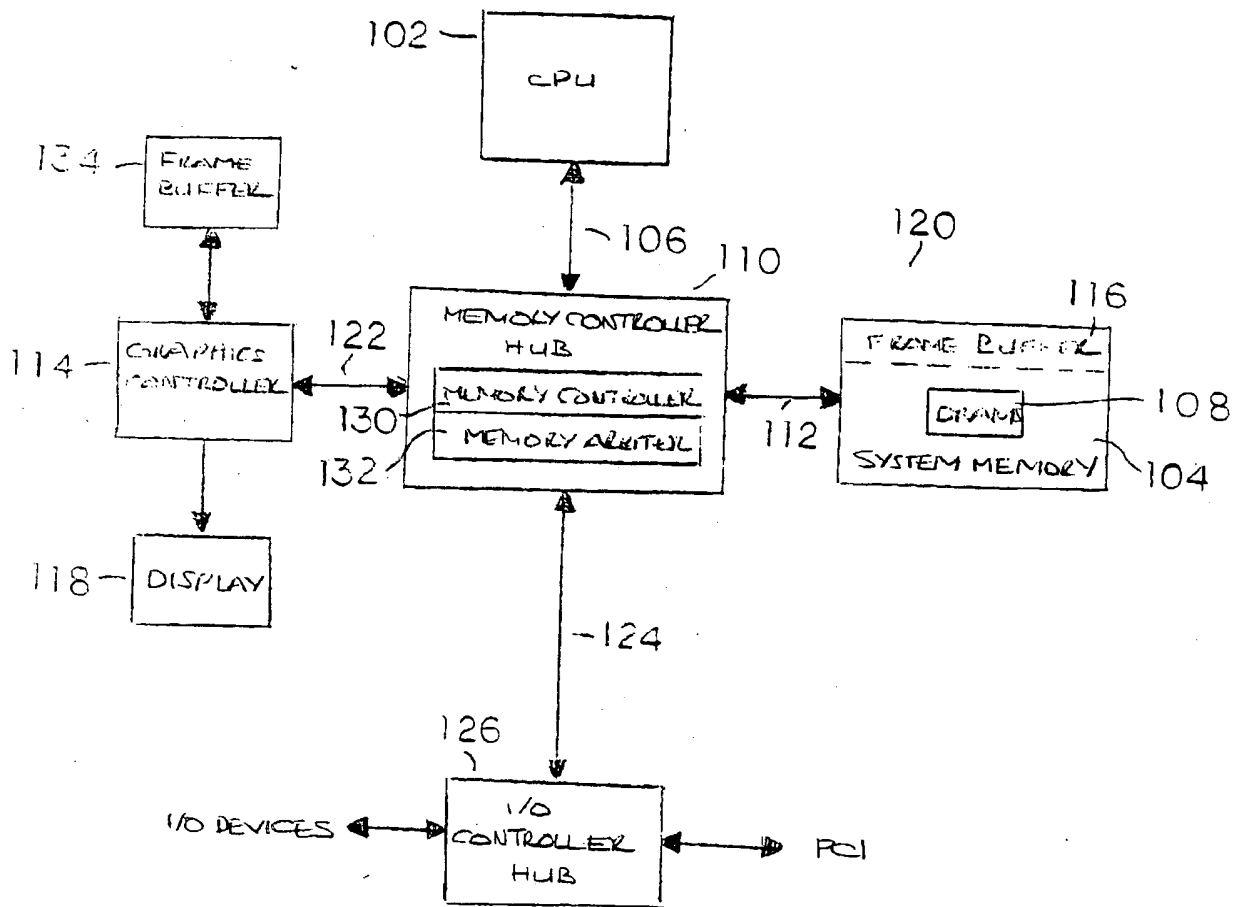 102
CPU
134
FRAME
BUFFER
106
110
120
116
MEMORY CONTROLLER
HUB
FRAME BUFFER
114
GRAPHICS
CONTROLLER
122
130
MEMORY CONTROLLER
112
108
132
MEMORY ARBITER
SYSTEM MEMORY
104
118
DISPLAY
124
126
I/O
CONTROLLER
HUB
I/O DEVICES
PCI